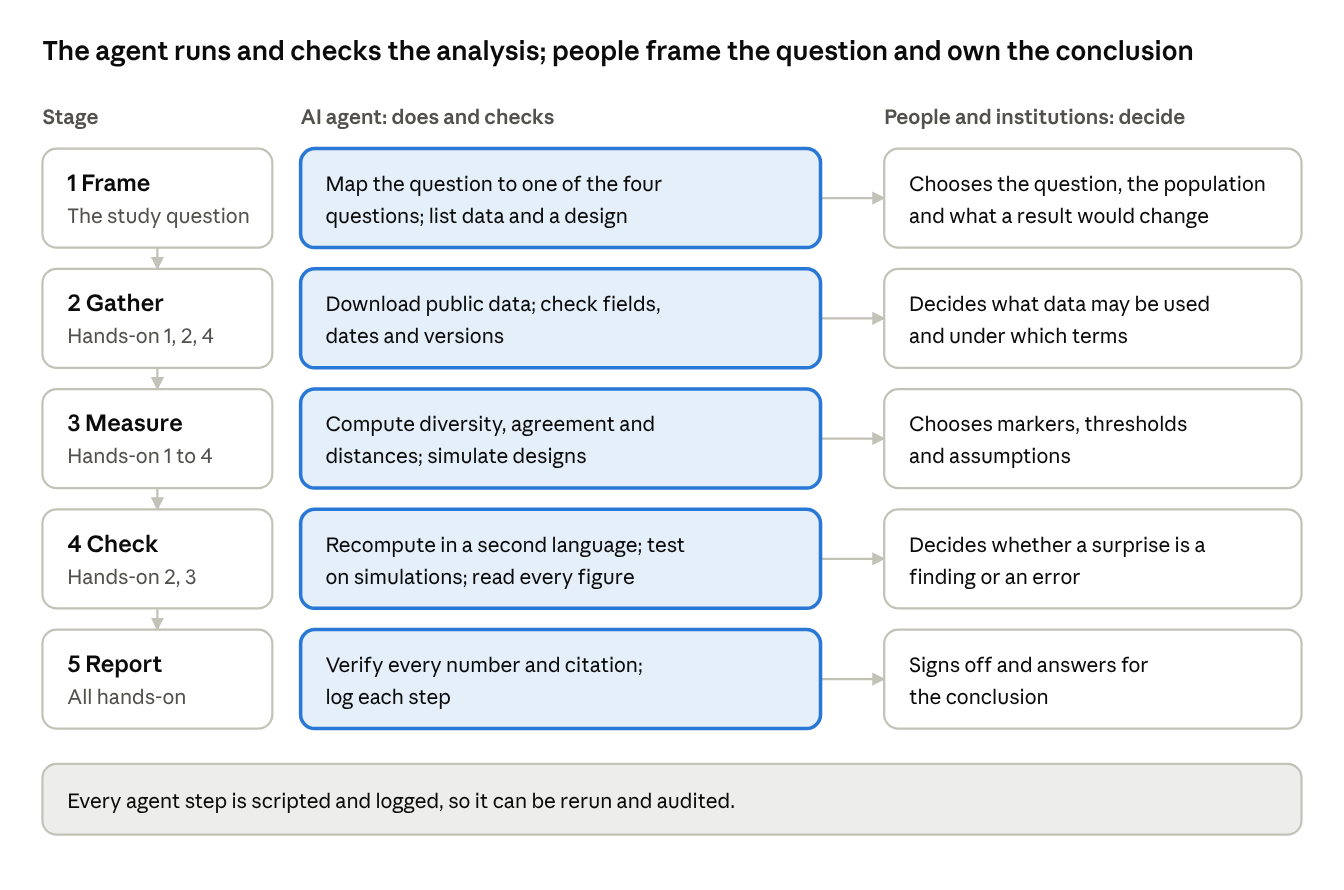 The agent runs and checks the analysis; people frame the question and own the conclusion
Stage
AI agent: does and checks
People and institutions: decide
1 Frame
The study question
Map the question to one of the four
questions; list data and a design
Chooses the question, the population
and what a result would change
2 Gather
Hands-on 1, 2, 4
Download public data; check fields,
dates and versions
Decides what data may be used
and under which terms
3 Measure
Hands-on 1 to 4
Compute diversity, agreement and
distances; simulate designs
Chooses markers, thresholds
and assumptions
4 Check
Hands-on 2, 3
Recompute in a second language; test
on simulations; read every figure
Decides whether a surprise is a
finding or an error
5 Report
All hands-on
Verify every number and citation;
log each step
Signs off and answers for
the conclusion
Every agent step is scripted and logged, so it can be rerun and audited.